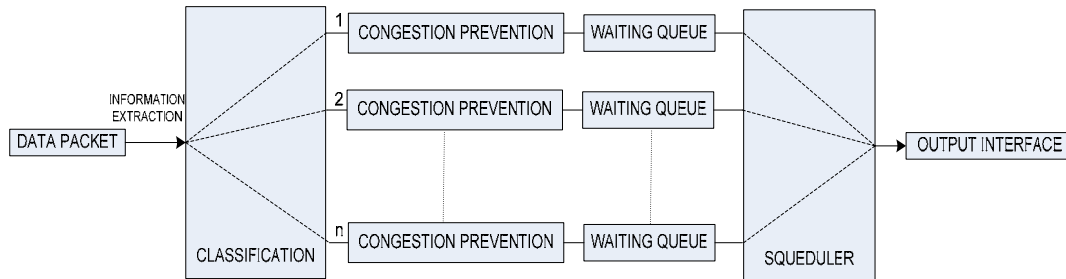 1
CONGESTION PREVENTION
WAITING QUEUE
INFORMATION
EXTRACTION
2
CONGESTION PREVENTION
WAITING QUEUE
DATA PACKET
OUTPUT INTERFACE
n
CONGESTION PREVENTION
WAITING QUEUE
CLASSIFICATION
SQUEDULER